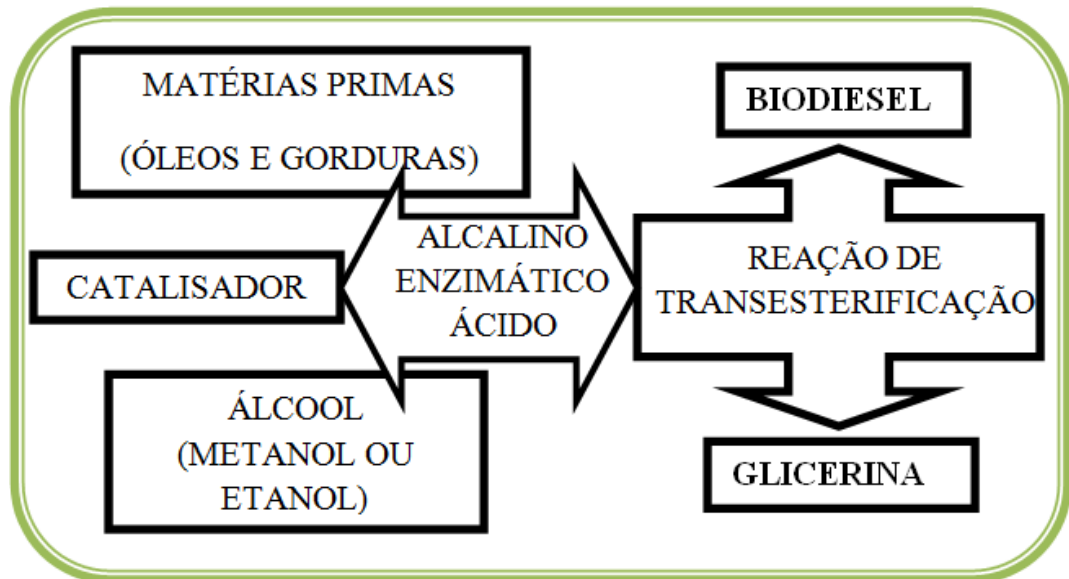 MATÉRIAS PRIMAS
(ÓLEOS E GORDURAS)
CATALISADOR
ÁLCOOL
(METANOL OU
ETANOL)
ALCALINO
ENZIMÁTICO
ÁCIDO
BIODIESEL
REAÇÃO DE
TRANSESTERIFICAÇÃO
GLICERINA